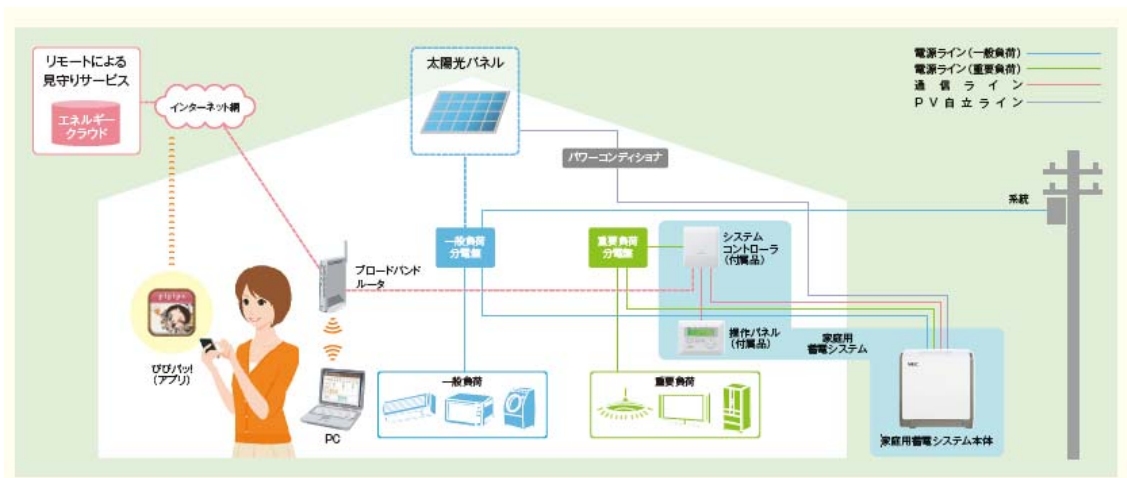 リモートによる
見守りサービス
エネルギー
クラウド
インターネット網
太陽光パネル
パワーコンディショナ
電源ライン(一般負荷)
電源ライン(重要負荷)
通信ライン
PV自立ライン
系統
一般負荷
分電盤
重要負荷
分電盤
システム
コントローラ
(付属品)
ブロードバンド
ルータ
pipipa
ぴぴパッ!
(アプリ)
PC
操作パネル
(付属品)
家庭用
蓄電システム
一般負荷
重要負荷
NEC
家庭用蓄電システム本体